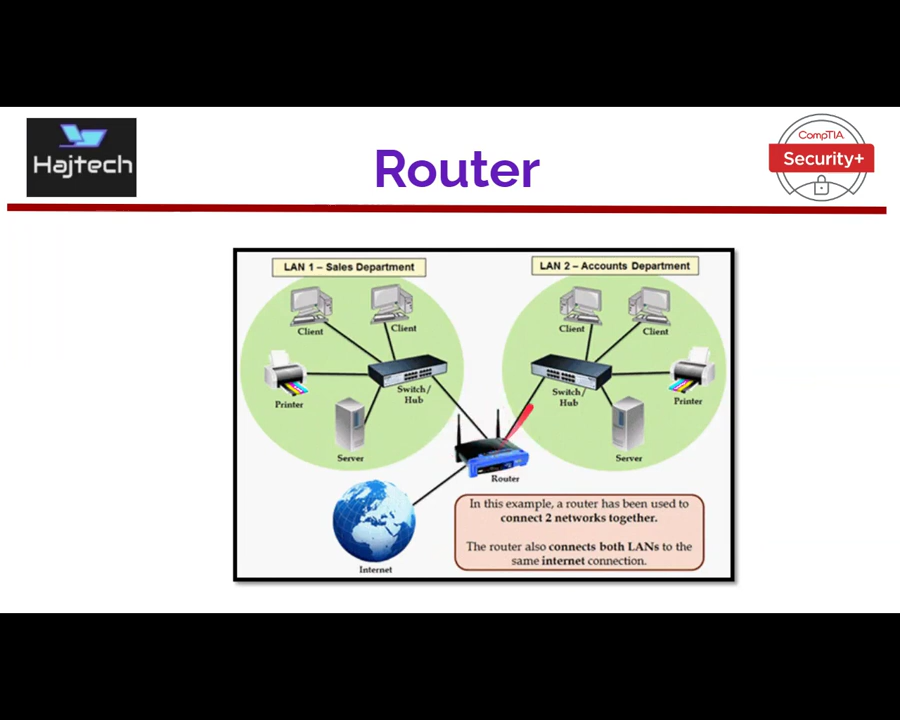 Hajtech
Router
CompTIA
Security+
LAN 1 – Sales Department
LAN 2 – Accounts Department
Client
Client
Client
Client
Printer
Switch/
Hub
Switch/
Hub
Printer
Server
Server
Router
In this example, a router has been used to
connect 2 networks together.
The router also connects both LANs to the
same internet connection.
Internet